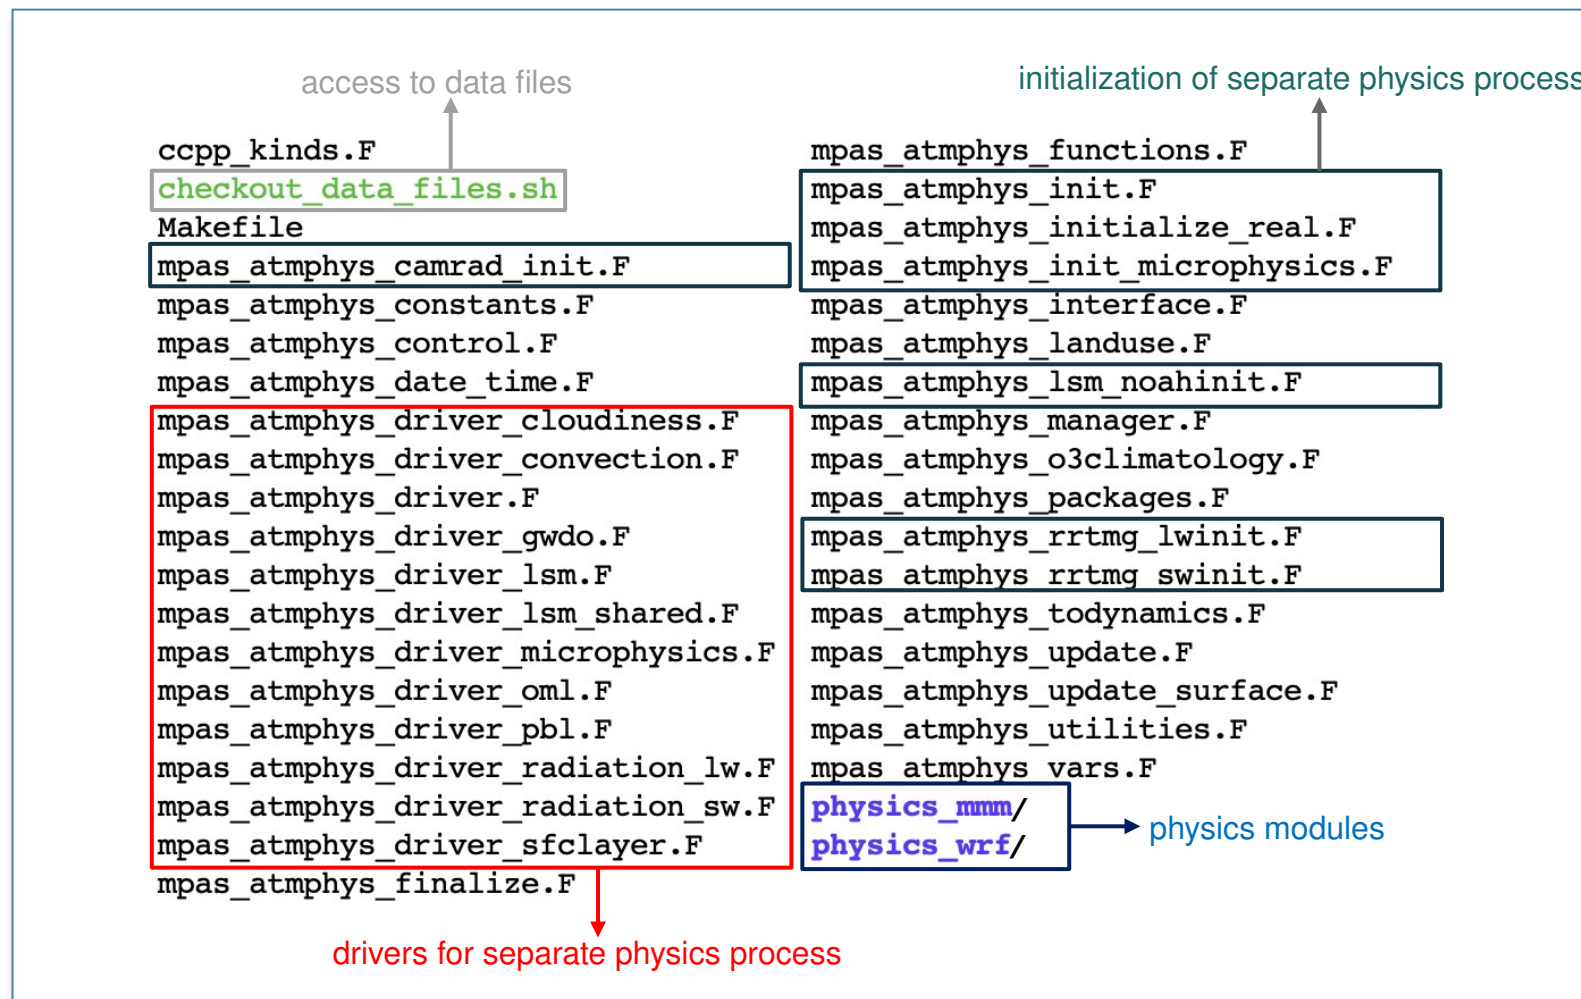 access to data files
initialization of separate physics process
ccpp_kinds.F
checkout_data_files.sh
Makefile
mpas_atmphys_camrad_init.F
mpas_atmphys_constants.F
mpas_atmphys_control.F
mpas_atmphys_date_time.F
mpas_atmphys_driver_cloudiness.F
mpas_atmphys_driver_convection.F
mpas_atmphys_driver.F
mpas_atmphys_driver_gwdo.F
mpas_atmphys_driver_lsm.F
mpas_atmphys_driver_lsm_shared.F
mpas_atmphys_driver_microphysics.F
mpas_atmphys_driver_oml.F
mpas_atmphys_driver_pbl.F
mpas_atmphys_driver_radiation_lw.F
mpas_atmphys_driver_radiation_sw.F
mpas_atmphys_driver_sfclayer.F
mpas_atmphys_finalize.F
drivers for separate physics process
mpas_atmphys_functions.F
mpas_atmphys_init.F
mpas_atmphys_initialize_real.F
mpas_atmphys_init_microphysics.F
mpas_atmphys_interface.F
mpas_atmphys_landuse.F
mpas_atmphys_lsm_noahinit.F
mpas_atmphys_manager.F
mpas_atmphys_o3climatology.F
mpas_atmphys_packages.F
mpas_atmphys_rrtmg_lwinit.F
mpas_atmphys_rrtmg_swinit.F
mpas_atmphys_todynamics.F
mpas_atmphys_update.F
mpas_atmphys_update_surface.F
mpas_atmphys_utilities.F
mpas_atmphys_vars.F
physics_mmm/
physics_wrf/
physics modules